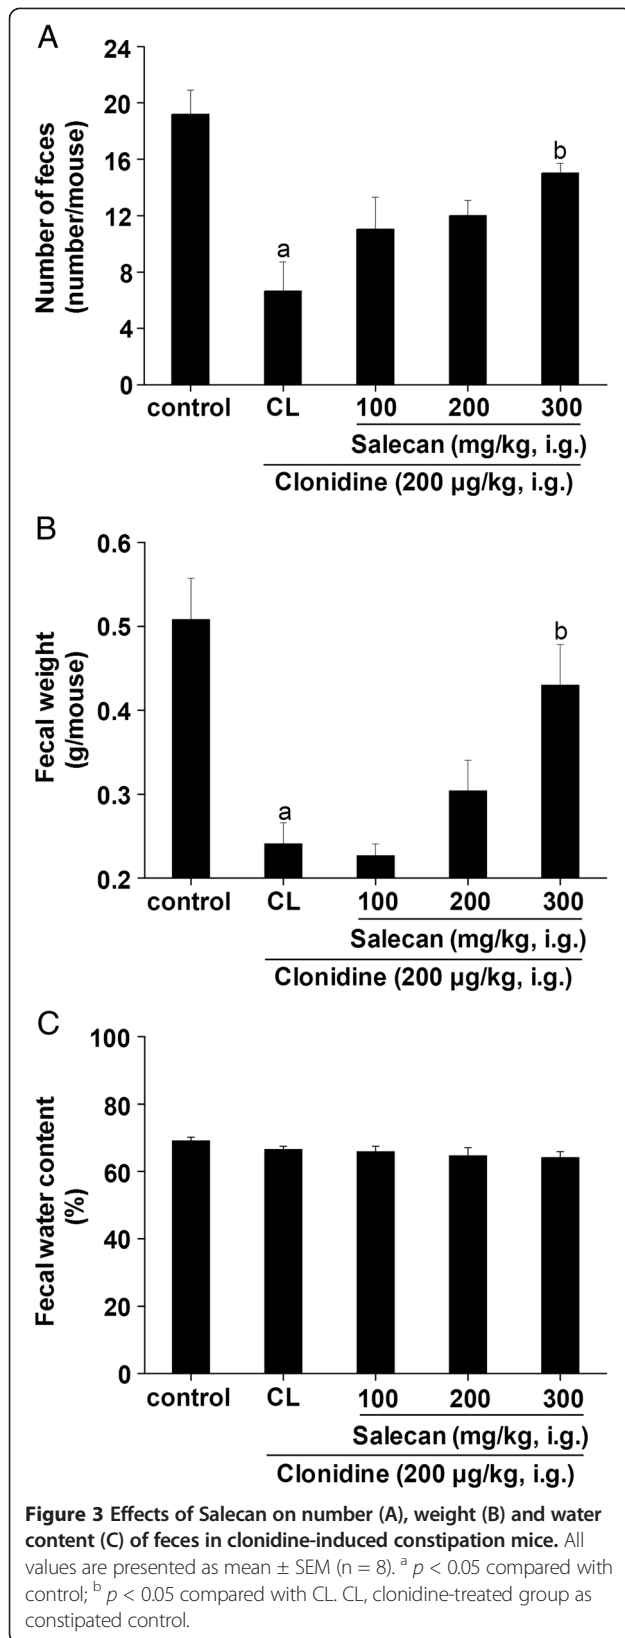 A
24
20
16
12
8
4
0
Number of feces
(number/mouse)
a
b
control CL 100 200 300
Salecan (mg/kg, i.g.)
Clonidine (200 µg/kg, i.g.)
B
0.6
0.5
0.4
0.3
0.2
Fecal weight
(g/mouse)
a
b
control CL 100 200 300
Salecan (mg/kg, i.g.)
Clonidine (200 µg/kg, i.g.)
C
100
80
60
40
20
0
Fecal water content
(%)
control CL 100 200 300
Salecan (mg/kg, i.g.)
Clonidine (200 µg/kg, i.g.)
Figure 3 Effects of Salecan on number (A), weight (B) and water
content (C) of feces in clonidine-induced constipation mice. All
values are presented as mean ± SEM (n = 8). a p < 0.05 compared with
control; b p < 0.05 compared with CL. CL, clonidine-treated group as
constipated control.